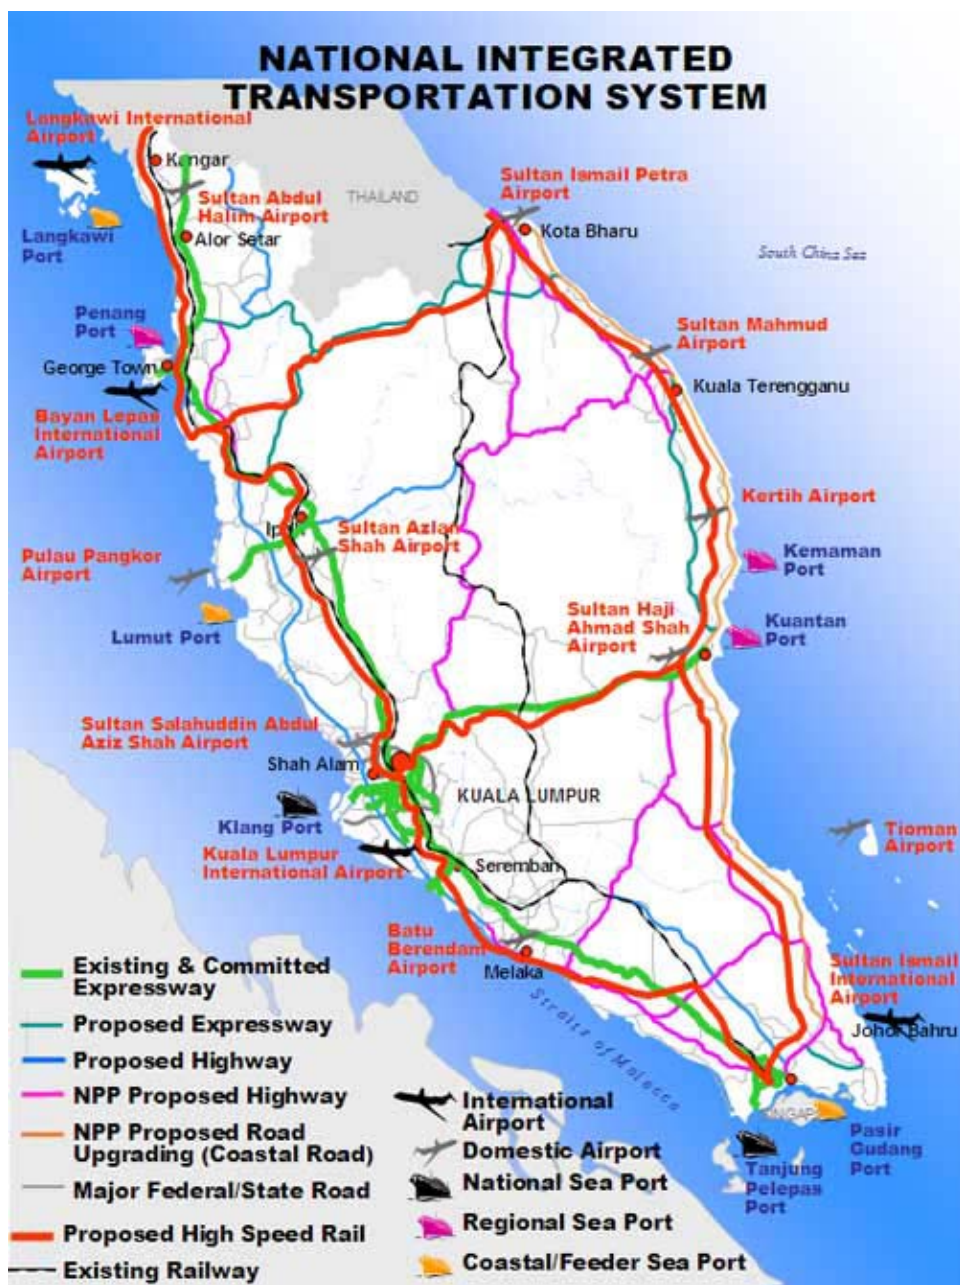 NATIONAL INTEGRATED
TRANSPORTATION SYSTEM
Langkawi International
Airport
Kangar
Sultan Abdul
Halim Airport
THAILAND
Sultan Ismail Petra
Airport
Langkawi
Port
Alor Setar
Kota Bharu
South China Sea
Penang
Port
Sultan Mahmud
Airport
George Town
Kuala Terengganu
Bayan Lepas
International
Airport
Kertih Airport
Ipoh
Sultan Azlan
Shah Airport
Pulau Pangkor
Airport
Kemaman
Port
Lumut Port
Sultan Haji
Ahmad Shah
Airport
Kuantan
Port
Sultan Salahuddin Abdul
Aziz Shah Airport
Shah Alam
KUALA LUMPUR
Klang Port
Tioman
Airport
Kuala Lumpur
International Airport
Seremban
Batu
Berendam
Airport
Melaka
Sultan Ismail
International
Airport
Johor Bahru
Straits of Malacca
SINGAPORE
Pasir
Gudang
Port
Tanjung
Pelepas
Port
Existing & Committed
Expressway
Proposed Expressway
Proposed Highway
NPP Proposed Highway
NPP Proposed Road
Upgrading (Coastal Road)
Major Federal/State Road
Proposed High Speed Rail
Existing Railway
International
Airport
Domestic Airport
National Sea Port
Regional Sea Port
Coastal/Feeder Sea Port